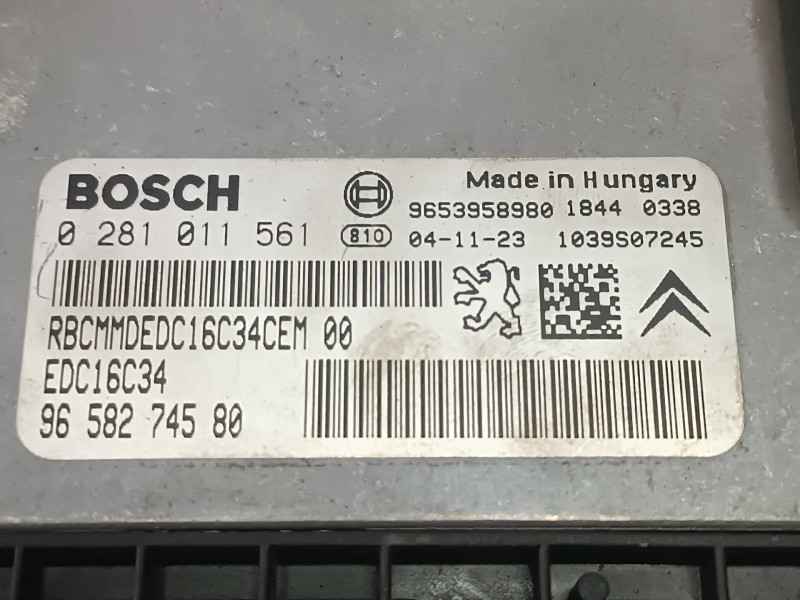 BOSCH
Made in Hungary
9653958980 1844 0338
0 281 011 561 810 04-11-23 1039S07245
RBCMMDEDC16C34CEM 00
EDC16C34
96 582 745 80